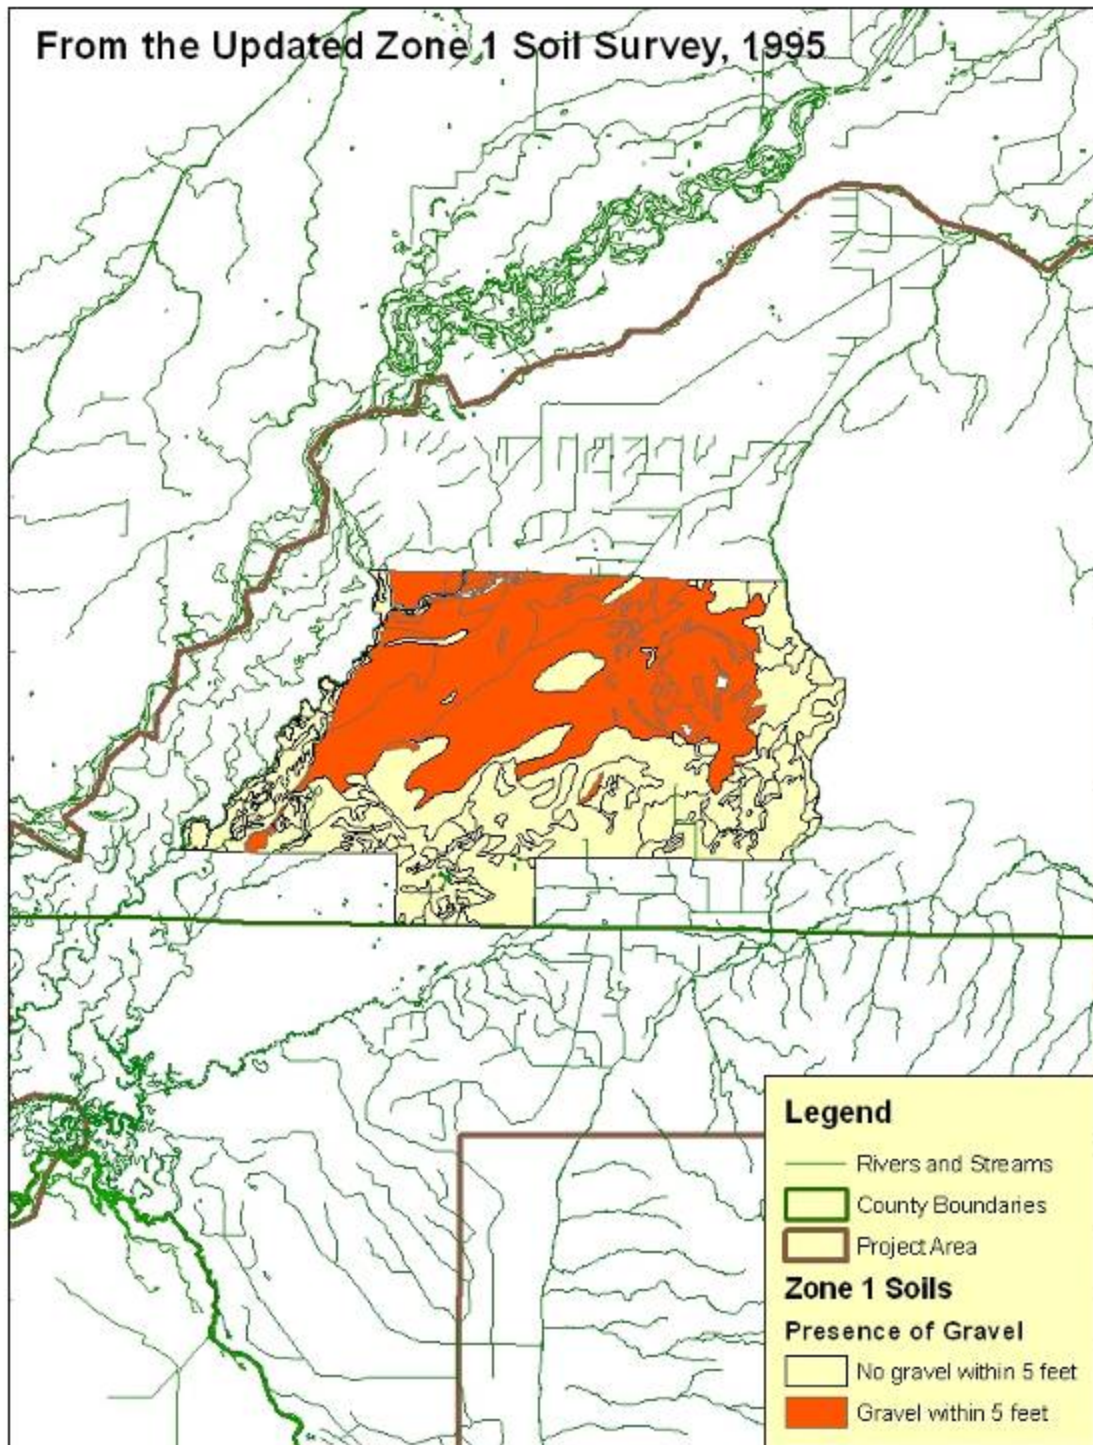 From the Updated Zone 1 Soil Survey, 1995
Legend
Rivers and Streams
County Boundaries
Project Area
Zone 1 Soils
Presence of Gravel
No gravel within 5 feet
Gravel within 5 feet